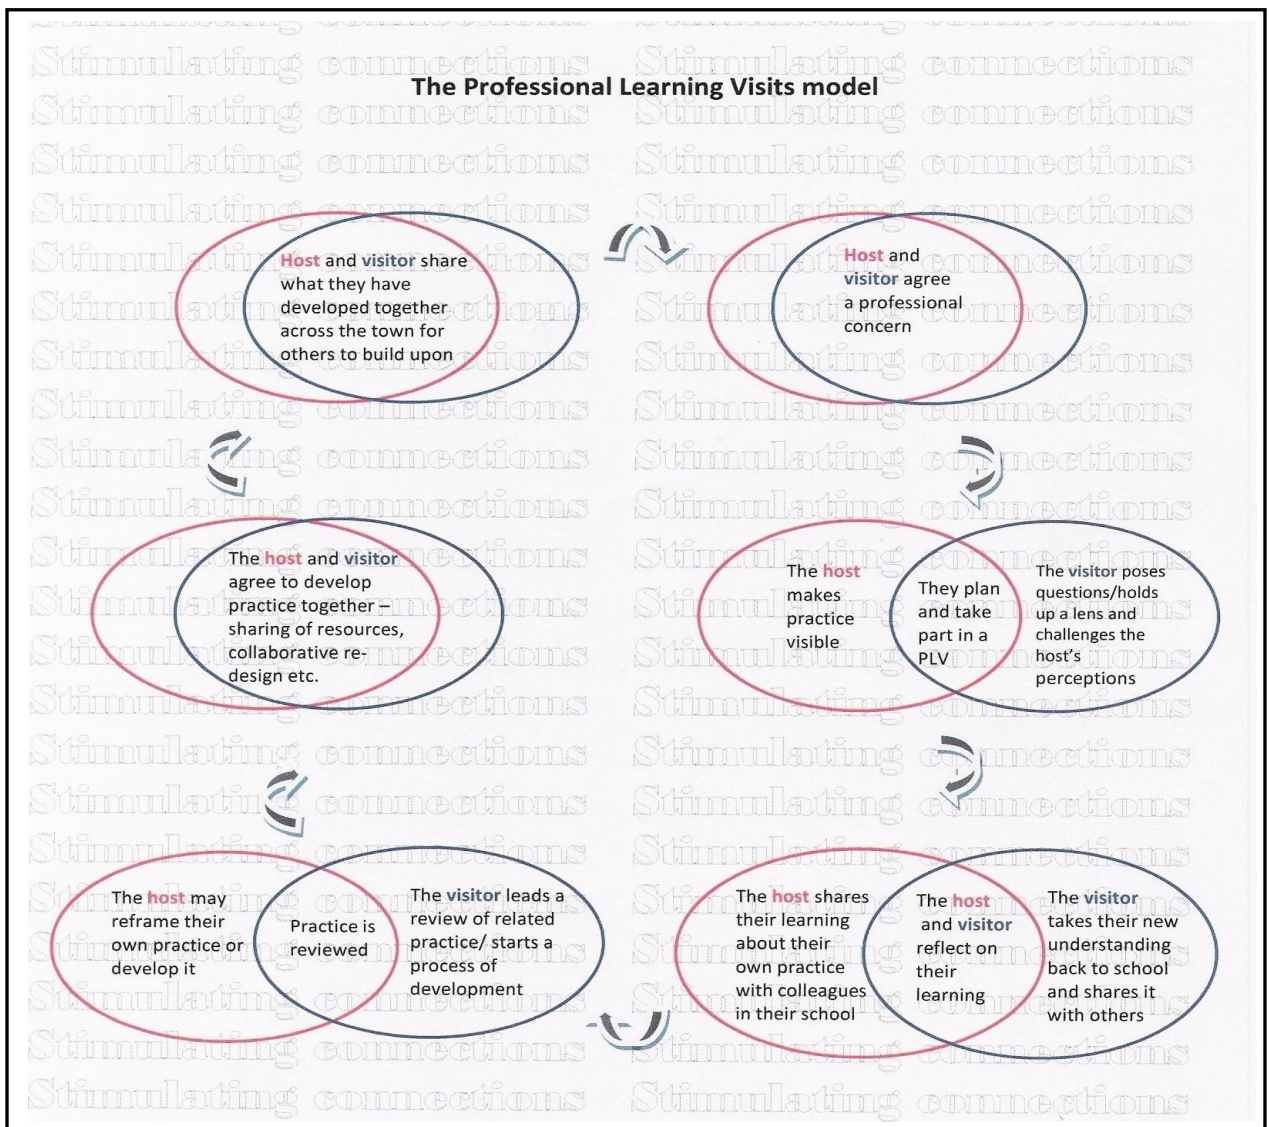 Stimulating connections Stimulating connections
The Professional Learning Visits model
Host and visitor share
what they have
developed together
across the town for
others to build upon
Host and
visitor agree
a professional
concern
The host and visitor
agree to develop
practice together –
sharing of resources,
collaborative re-
design etc.
The host
makes
practice
visible
They plan
and take
part in a
PLV
The visitor poses
questions/holds
up a lens and
challenges the
host's
perceptions
The host may
reframe their
own practice or
develop it
Practice is
reviewed
The visitor leads a
review of related
practice/ starts a
process of
development
The host shares
their learning
about their
own practice
with colleagues
in their school
The host
and visitor
reflect on
their
learning
The visitor
takes their new
understanding
back to school
and shares it
with others